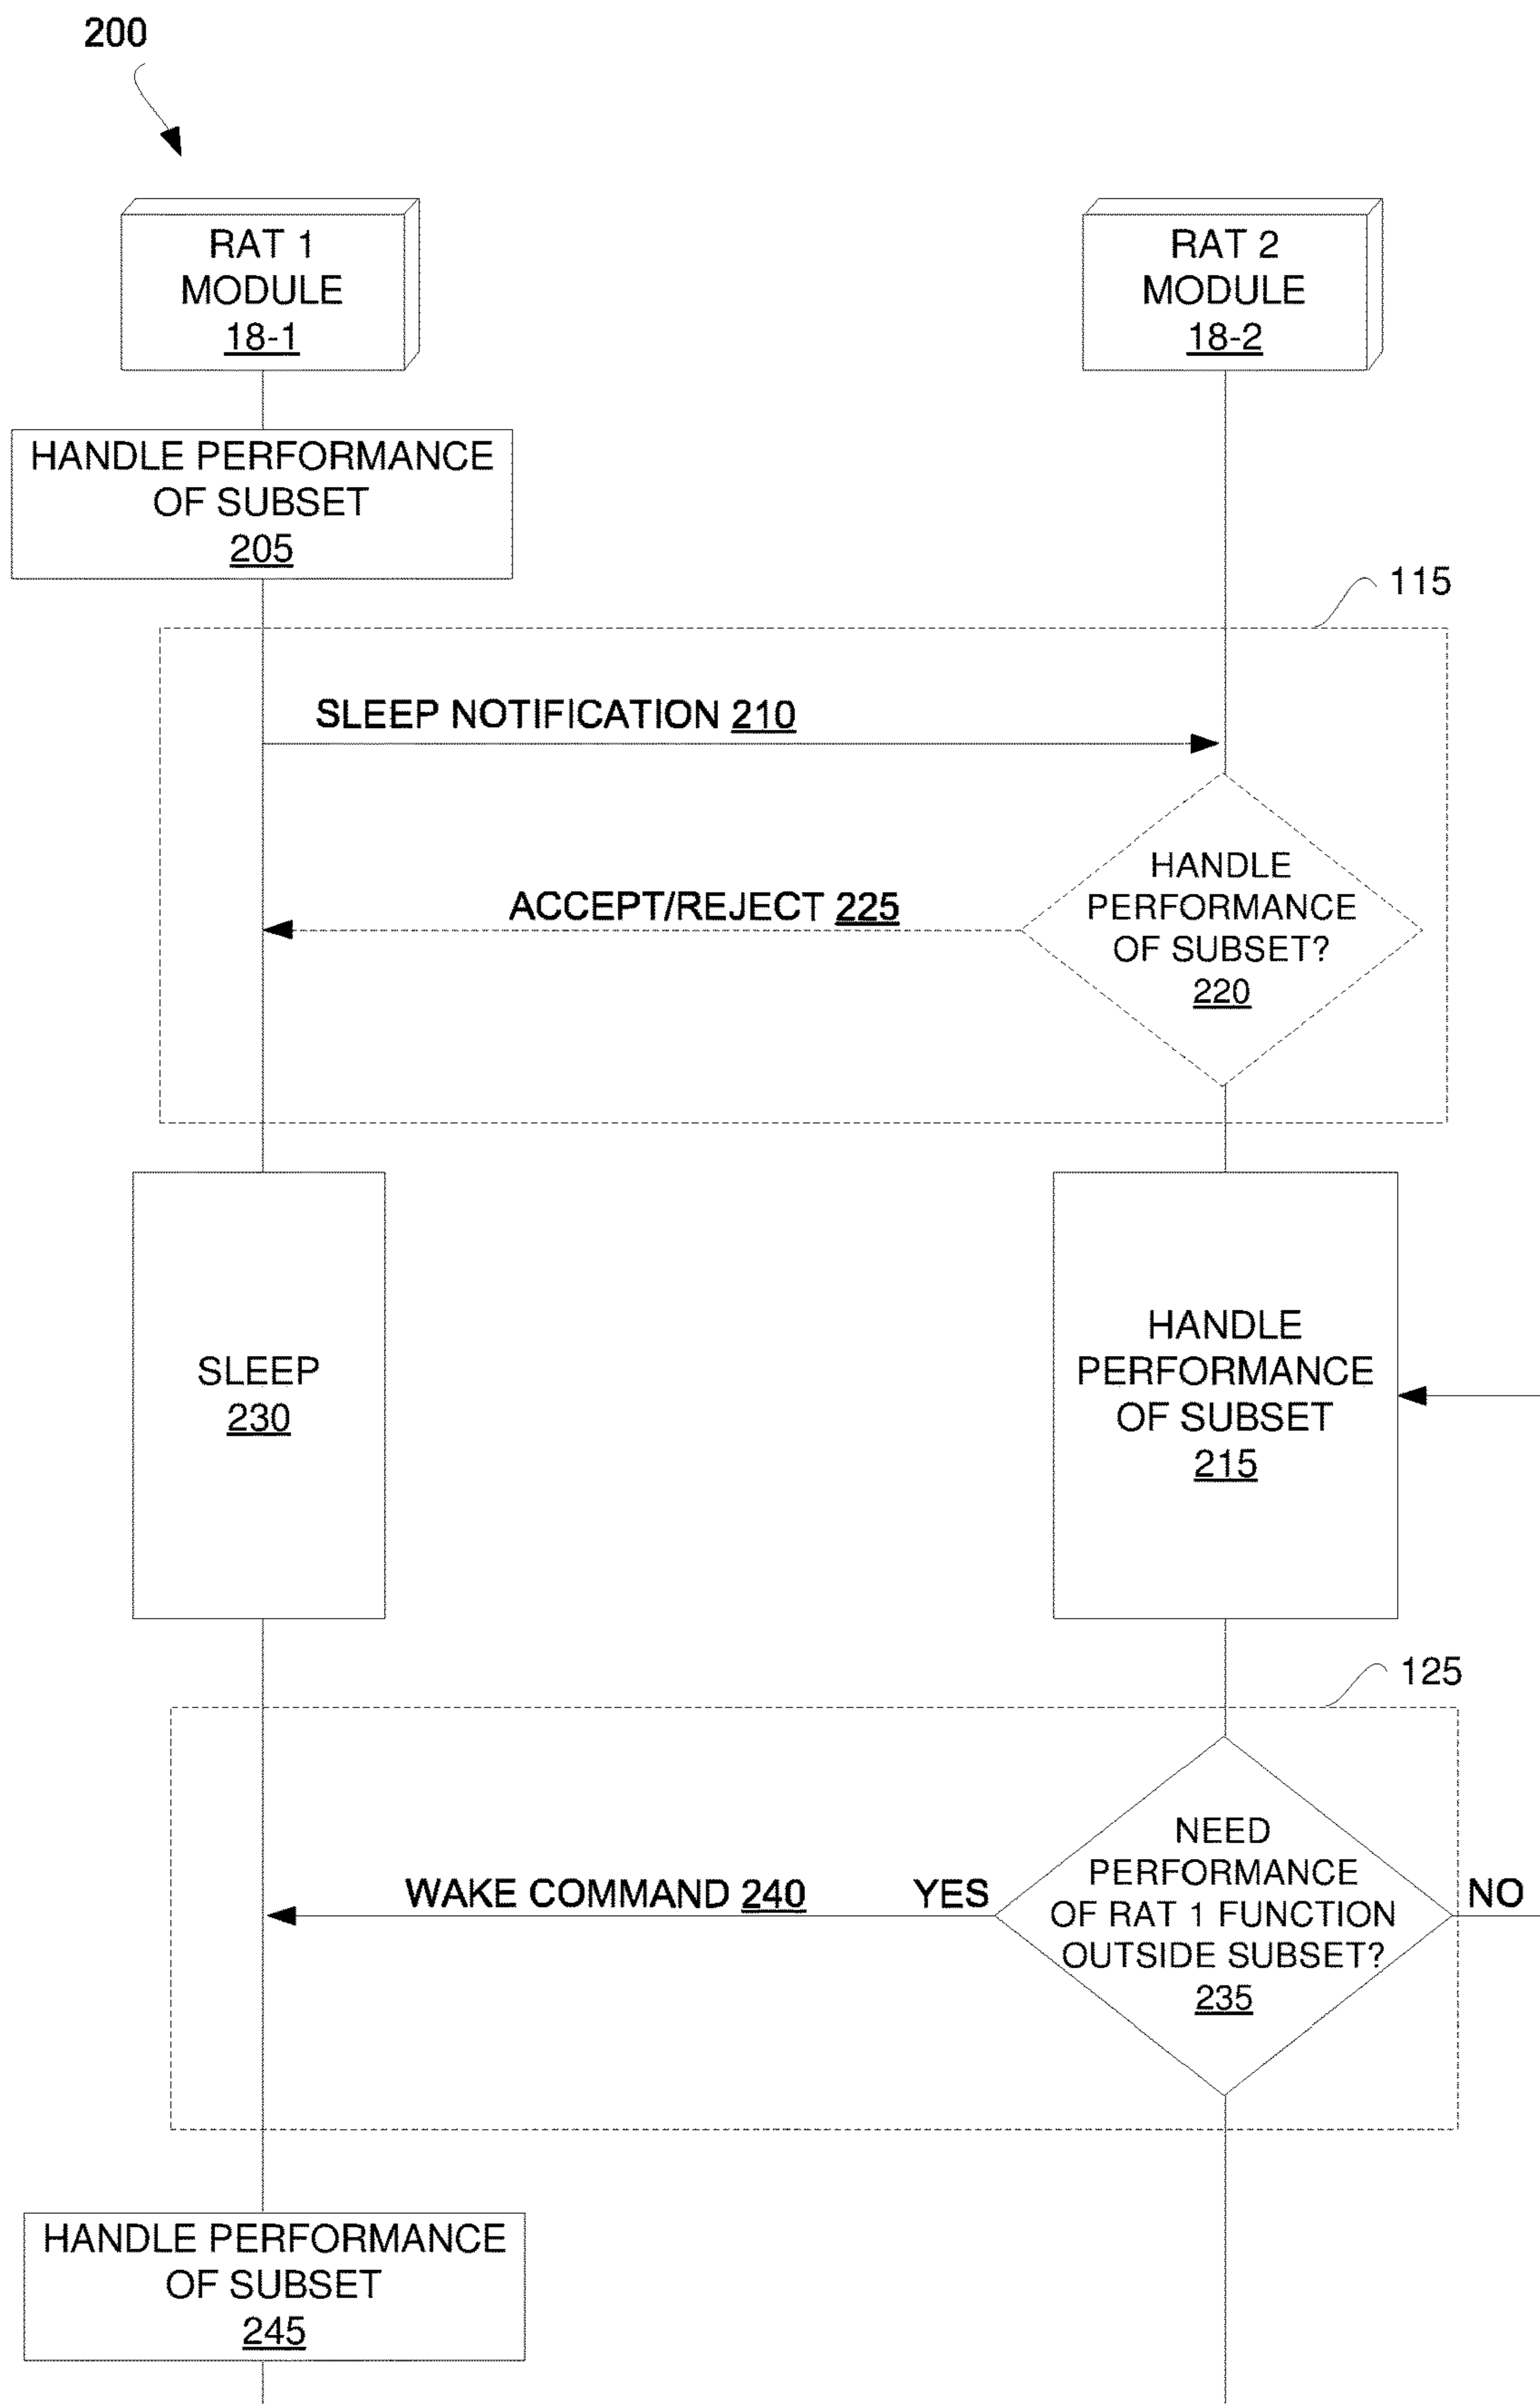 200
RAT 1
MODULE
18-1
RAT 2
MODULE
18-2
HANDLE PERFORMANCE
OF SUBSET
205
115
SLEEP NOTIFICATION 210
HANDLE
PERFORMANCE
OF SUBSET?
220
ACCEPT/REJECT 225
SLEEP
230
HANDLE
PERFORMANCE
OF SUBSET
215
125
NEED
PERFORMANCE
OF RAT 1 FUNCTION
OUTSIDE SUBSET?
235
WAKE COMMAND 240
YES
NO
HANDLE PERFORMANCE
OF SUBSET
245